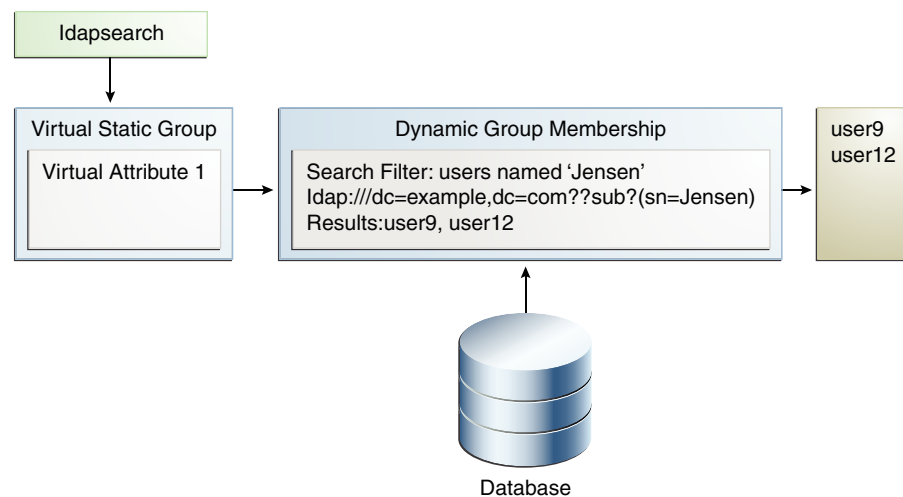 ldapsearch
Virtual Static Group
Virtual Attribute 1
Dynamic Group Membership
Search Filter: users named ‘Jensen’
ldap:///dc=example,dc=com??sub?(sn=Jensen)
Results:user9, user12
user9
user12
Database